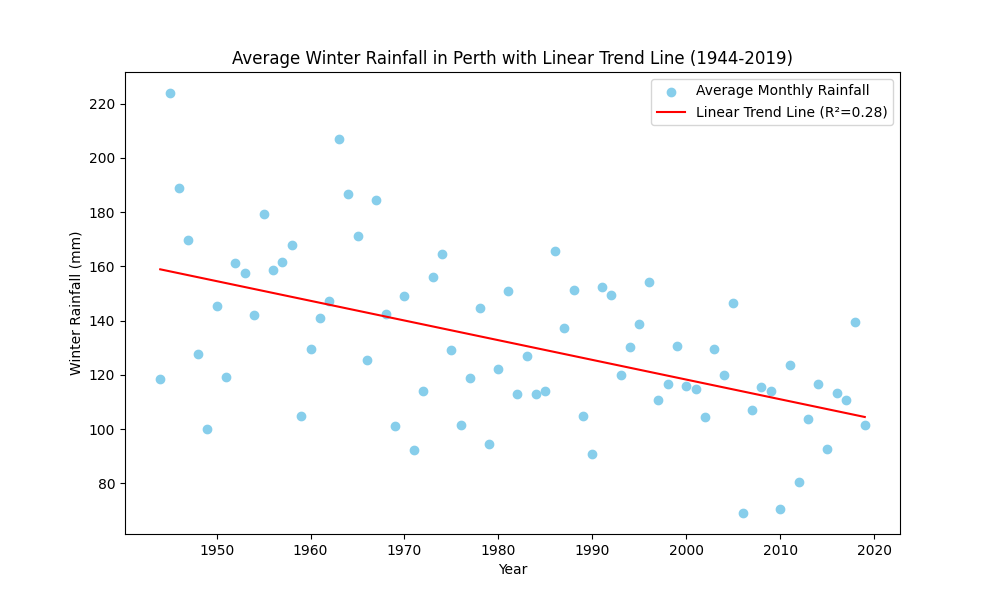 Average Winter Rainfall in Perth with Linear Trend Line (1944-2019)
Average Monthly Rainfall
Linear Trend Line (R²=0.28)
Winter Rainfall (mm)
220
200
180
160
140
120
100
80
1950 1960 1970 1980 1990 2000 2010 2020
Year